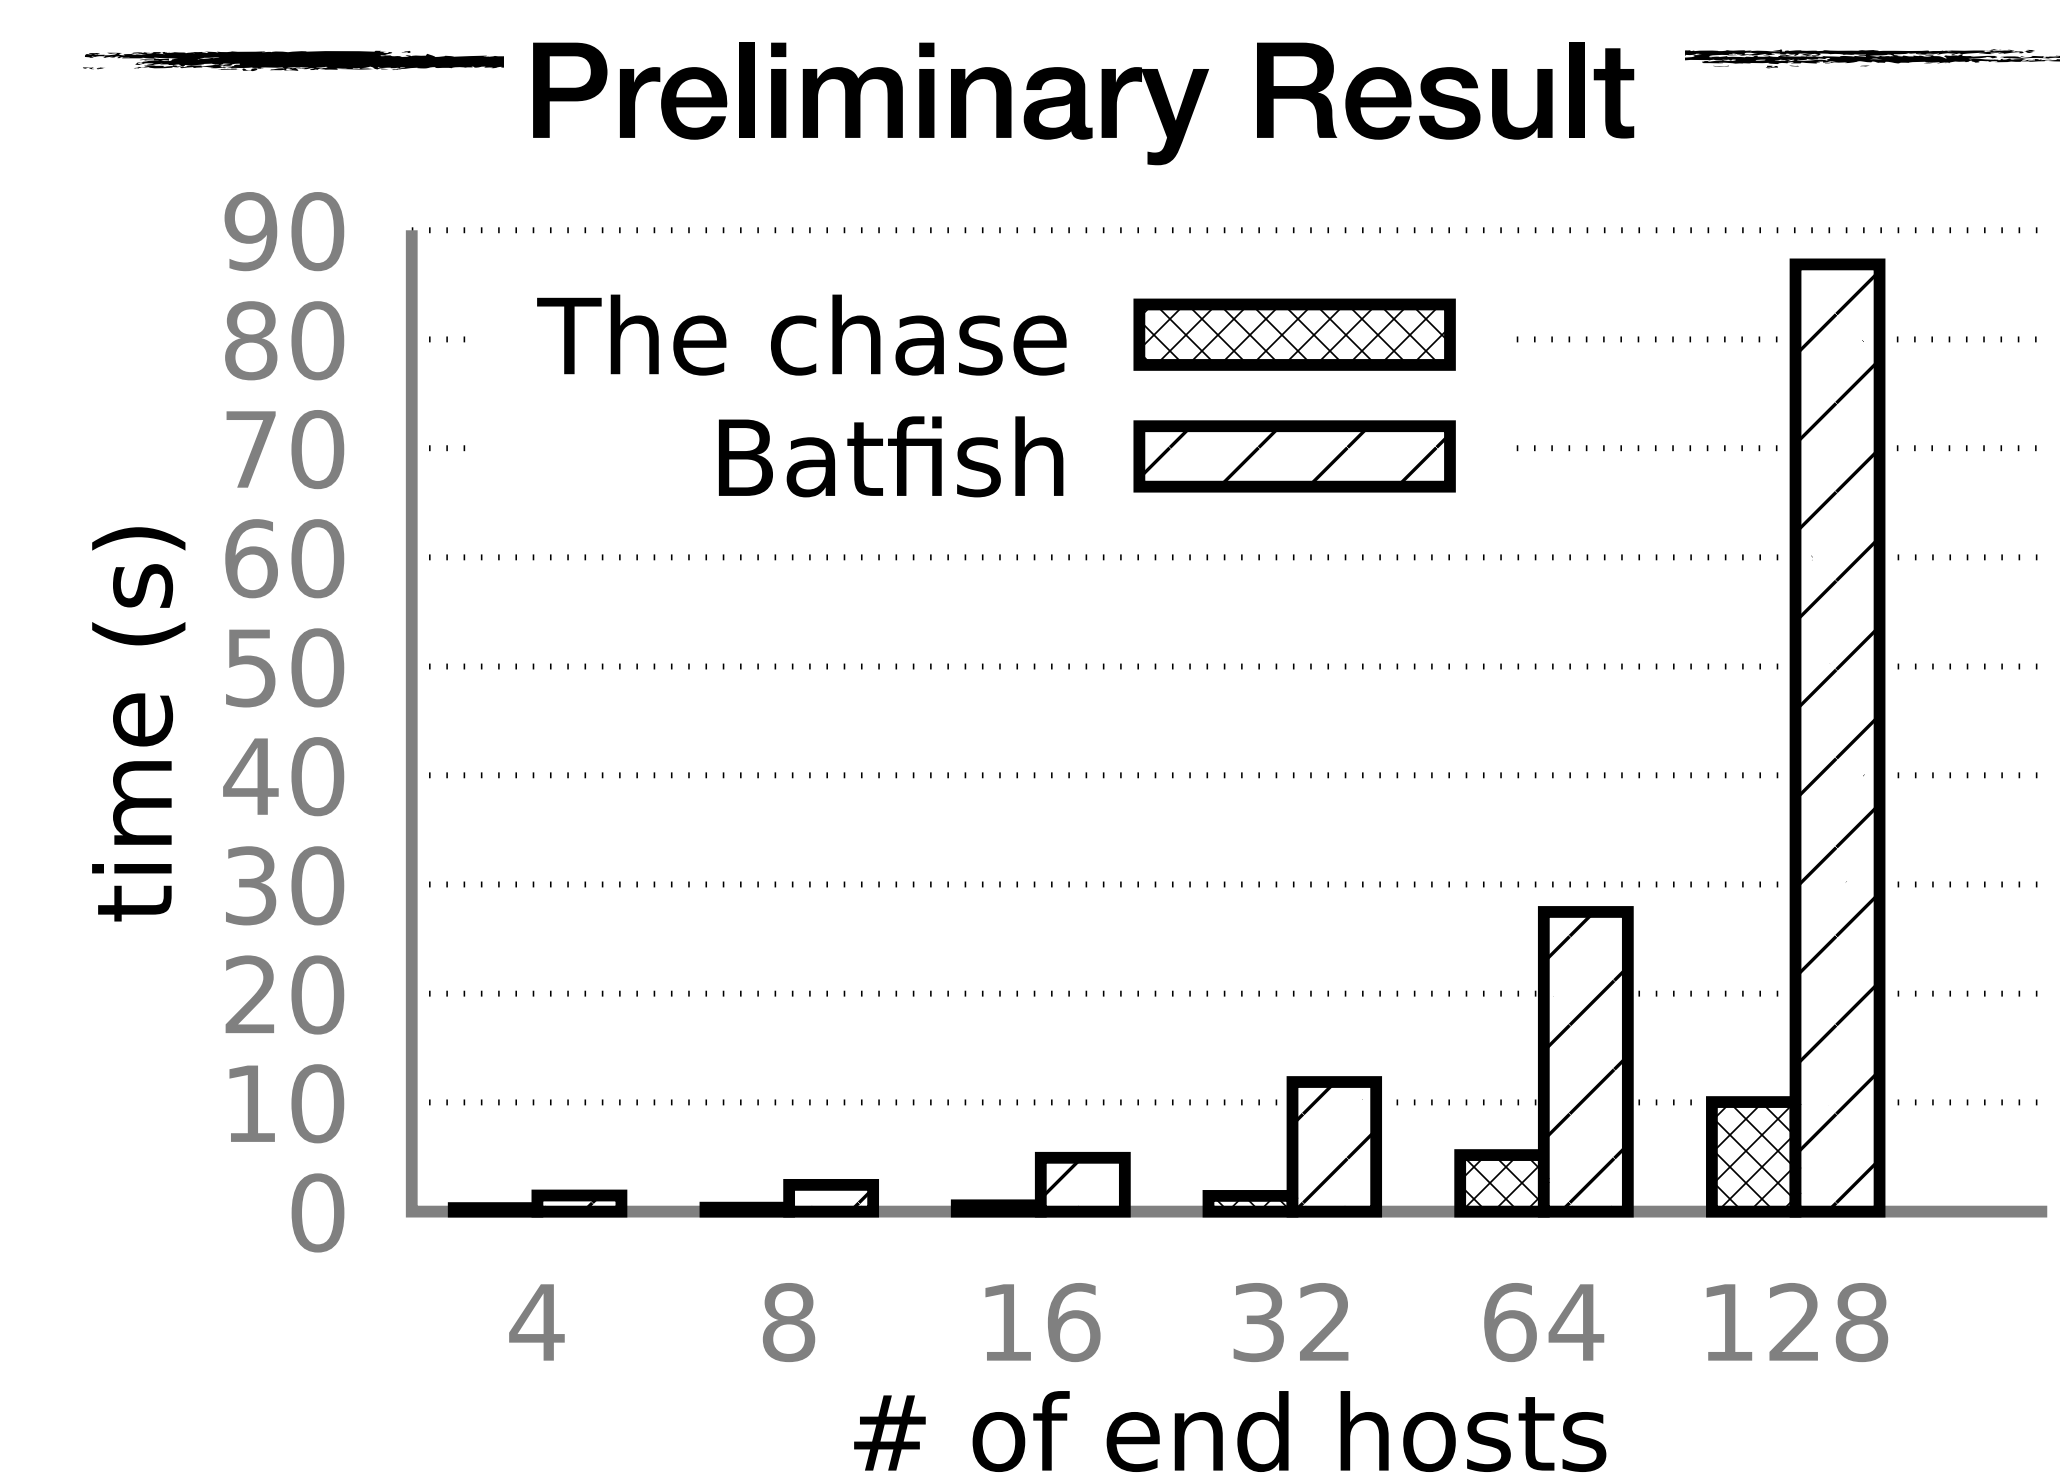 Preliminary Result
90
80
70
60
50
40
30
20
10
0
time (s)
The chase
Batfish
4 8 16 32 64 128
# of end hosts